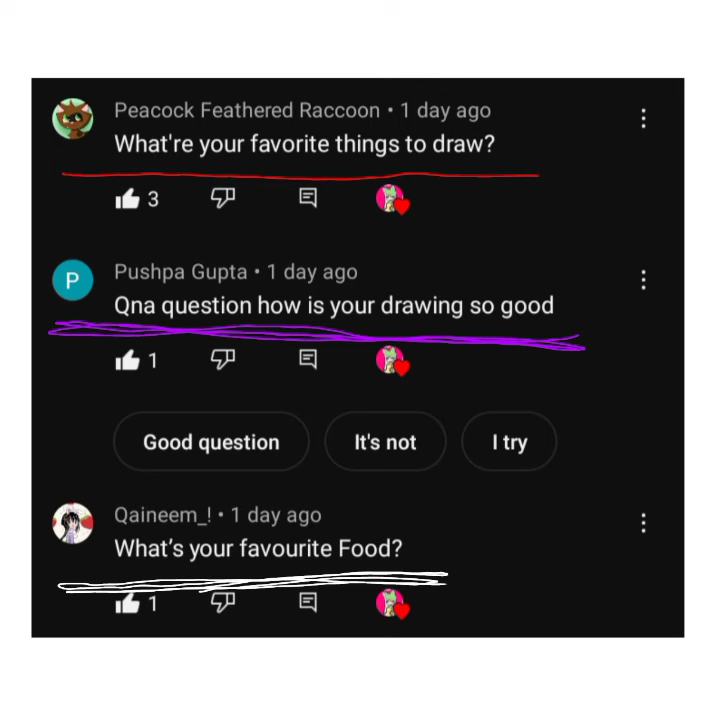 Peacock Feathered Raccoon • 1 day ago
What're your favorite things to draw?
3
P
Pushpa Gupta • 1 day ago
Qna question how is your drawing so good
1
Good question It's not I try
Qaineem_! • 1 day ago
What’s your favourite Food?
1